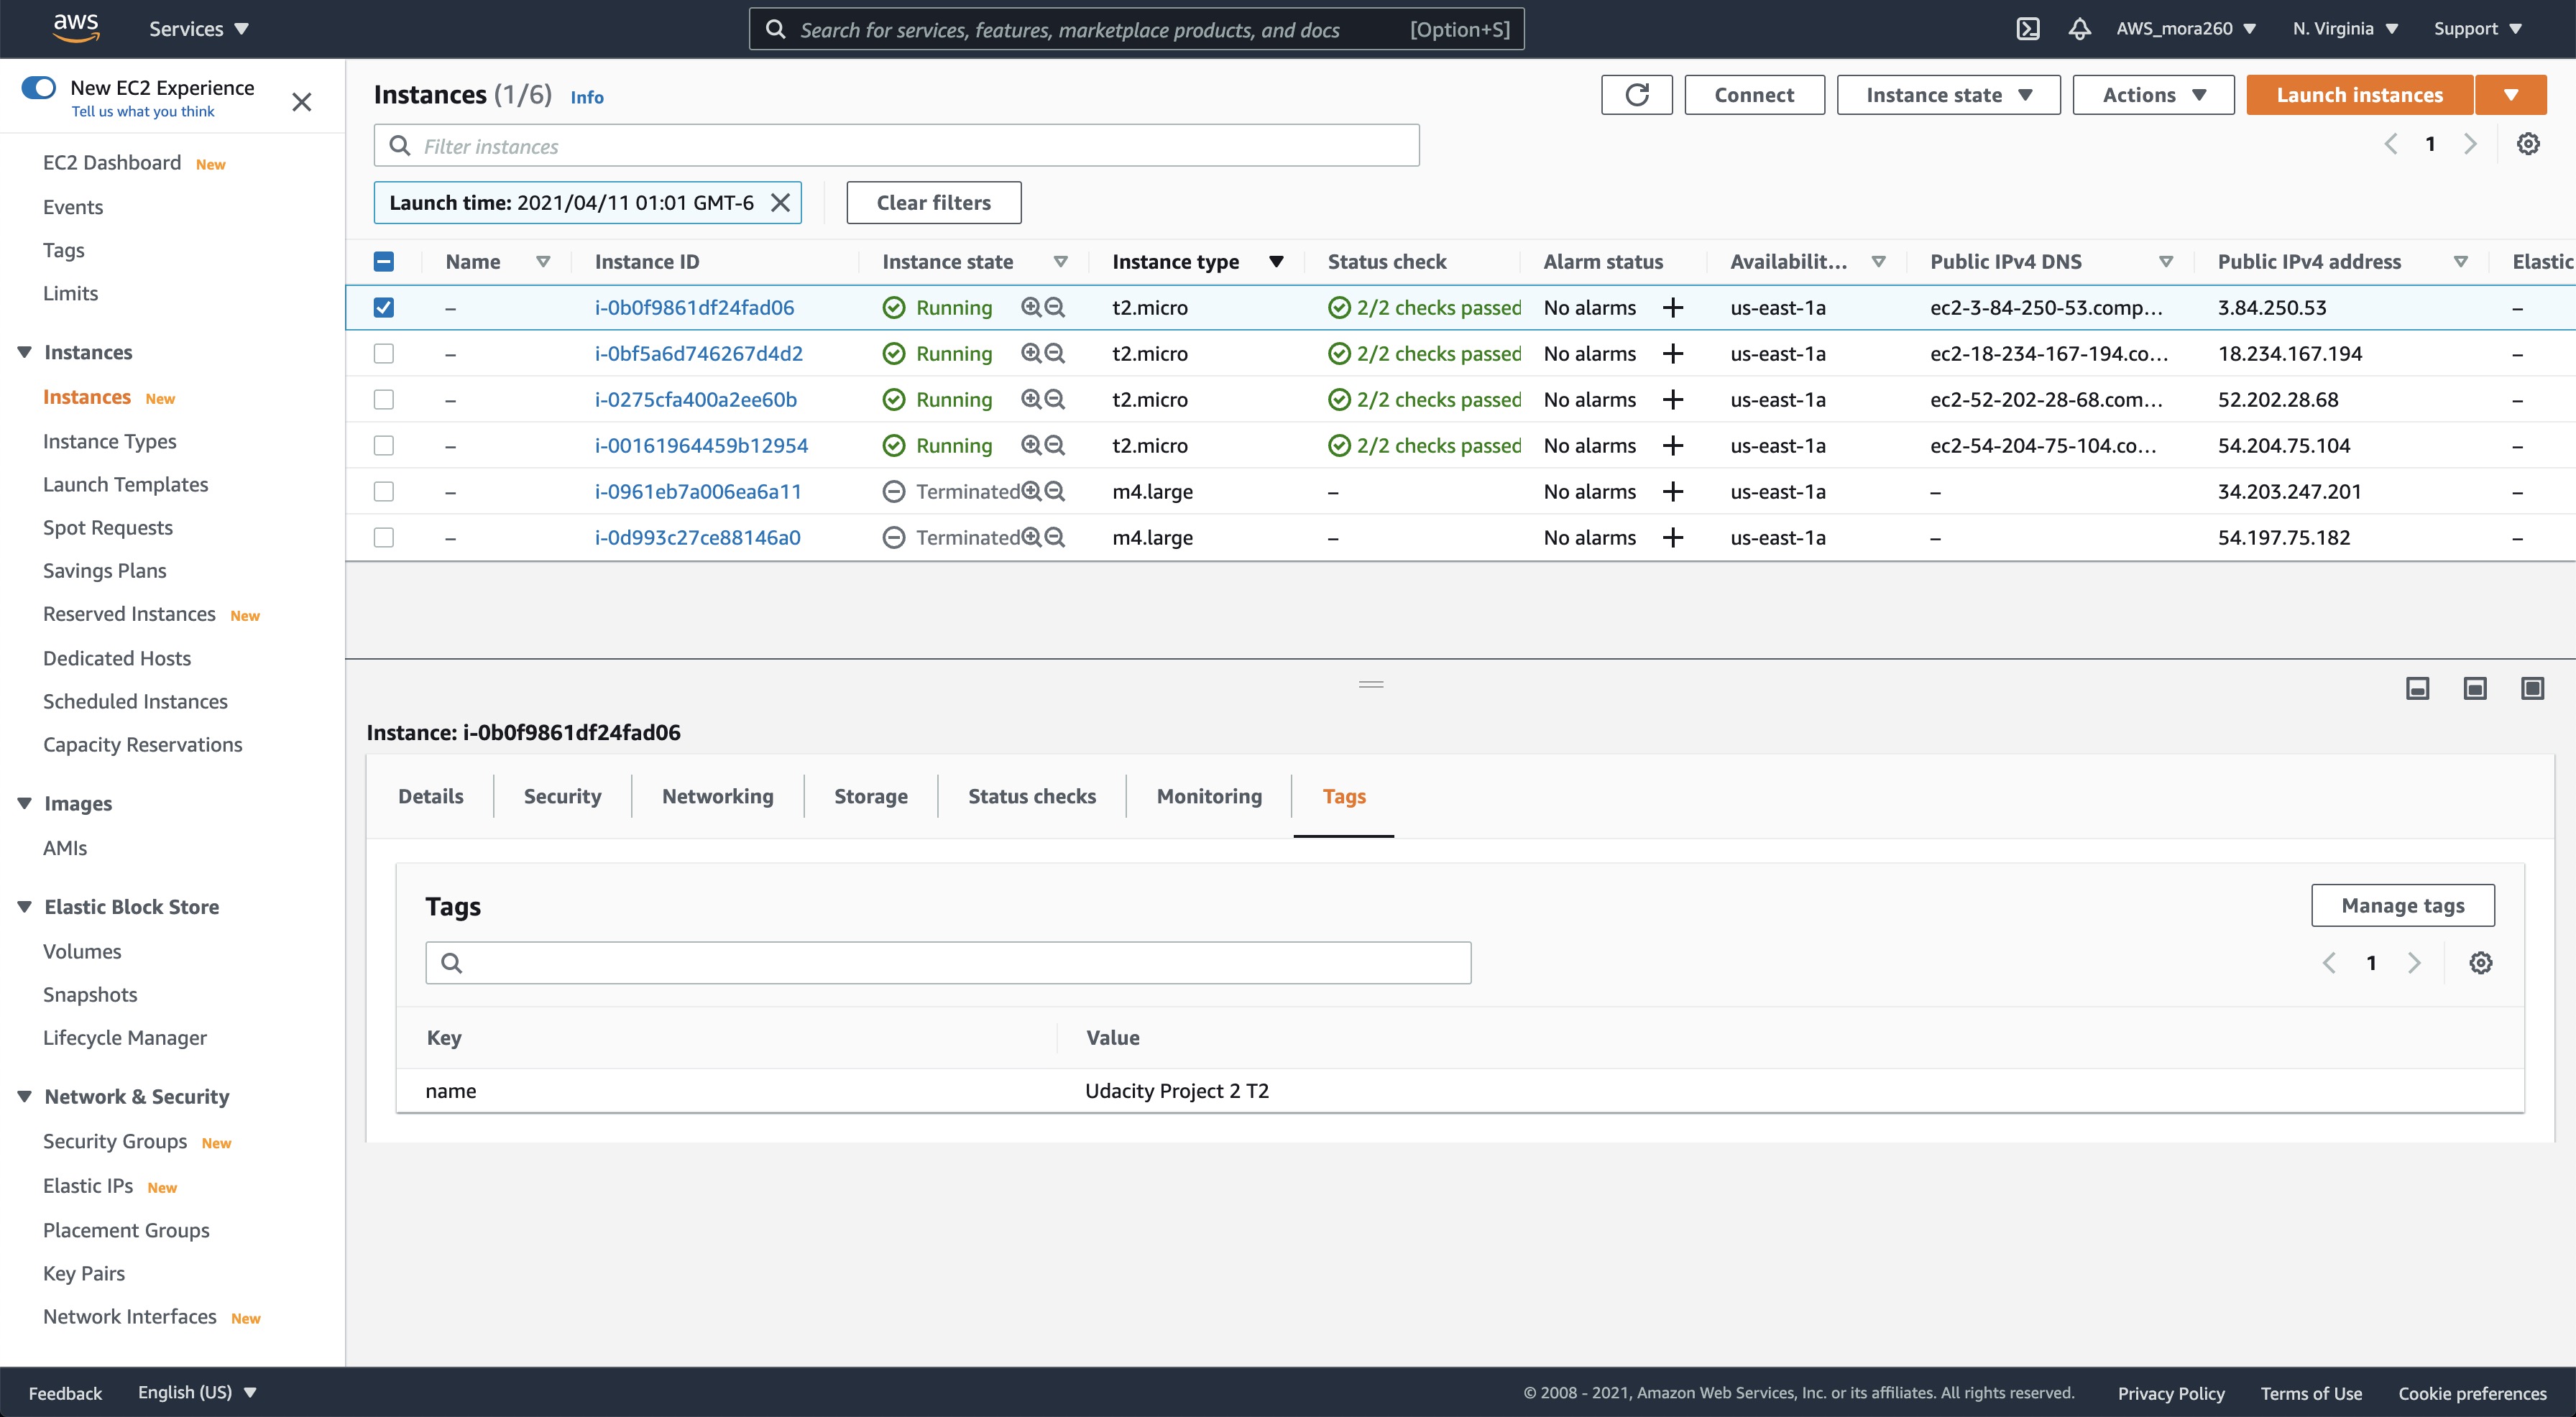 aws Services Search for services, features, marketplace products, and docs [Option+S] AWS_mora260 N. Virginia Support
New EC2 Experience
Tell us what you think
EC2 Dashboard New
Events
Tags
Limits
Instances
Instances New
Instance Types
Launch Templates
Spot Requests
Savings Plans
Reserved Instances New
Dedicated Hosts
Scheduled Instances
Capacity Reservations
Images
AMIs
Elastic Block Store
Volumes
Snapshots
Lifecycle Manager
Network & Security
Security Groups New
Elastic IPs New
Placement Groups
Key Pairs
Network Interfaces New
Instances (1/6) Info Connect Instance state Actions Launch instances
Filter instances 1
Launch time: 2021/04/11 01:01 GMT-6 Clear filters
Name Instance ID Instance state Instance type Status check Alarm status Availabilit... Public IPv4 DNS Public IPv4 address Elastic
– i-0b0f9861df24fad06 Running t2.micro 2/2 checks passed No alarms us-east-1a ec2-3-84-250-53.comp... 3.84.250.53 –
– i-0bf5a6d746267d4d2 Running t2.micro 2/2 checks passed No alarms us-east-1a ec2-18-234-167-194.co... 18.234.167.194 –
– i-0275cfa400a2ee60b Running t2.micro 2/2 checks passed No alarms us-east-1a ec2-52-202-28-68.com... 52.202.28.68 –
– i-00161964459b12954 Running t2.micro 2/2 checks passed No alarms us-east-1a ec2-54-204-75-104.co... 54.204.75.104 –
– i-0961eb7a006ea6a11 Terminated m4.large – No alarms us-east-1a – 34.203.247.201 –
– i-0d993c27ce88146a0 Terminated m4.large – No alarms us-east-1a – 54.197.75.182 –
Instance: i-0b0f9861df24fad06
Details Security Networking Storage Status checks Monitoring Tags
Tags Manage tags
1
Key Value
name Udacity Project 2 T2
Feedback English (US) © 2008 - 2021, Amazon Web Services, Inc. or its affiliates. All rights reserved. Privacy Policy Terms of Use Cookie preferences